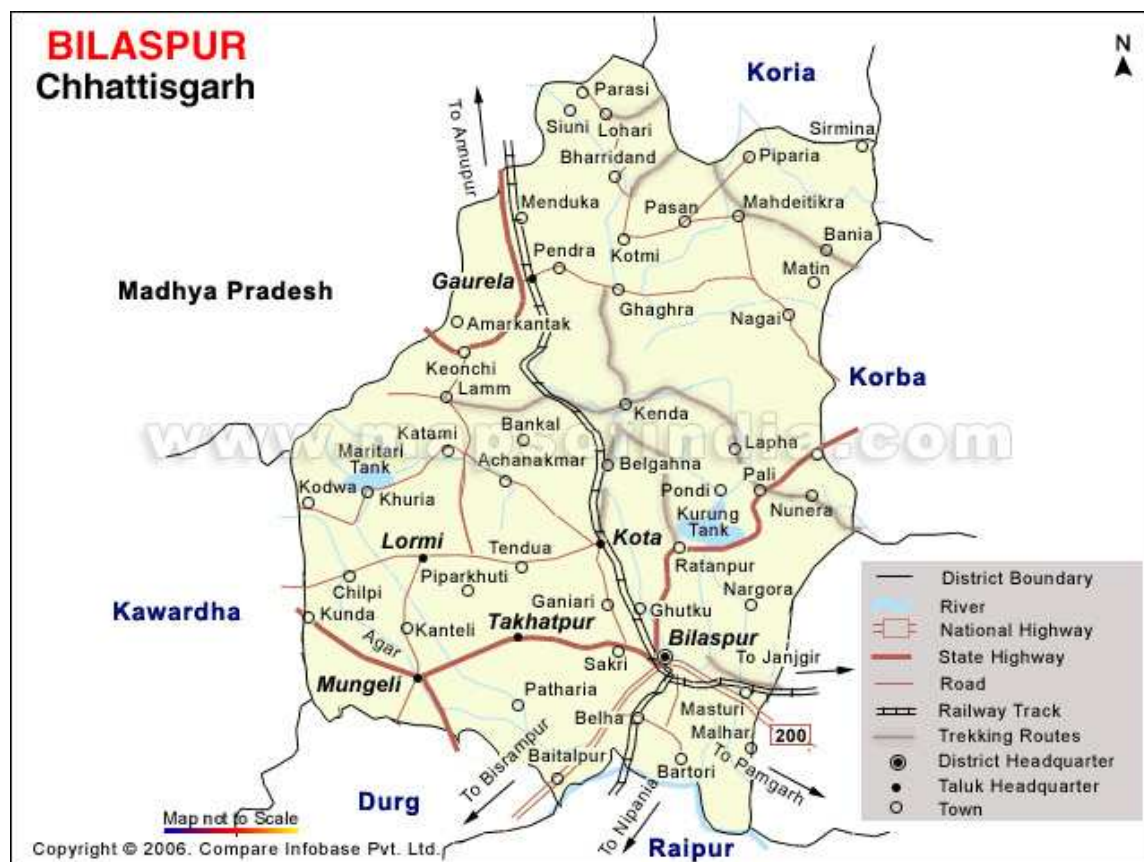 BILASPUR
Chhattisgarh
N
Koria
To Annupur
Parasi
Siuni
Lohari
Sirmina
Bharridand
Piparia
Menduka
Pasan
Mahdeitikra
Kotmi
Bania
Pendra
Matin
Madhya Pradesh
Gaurela
Ghaghra
Nagai
Amarkantak
Keonchi
Korba
Lamm
Kenda
www.mapsofindia.com
Katami
Bankal
Lapha
Maritari
Tank
Achanakmar
Belgahna
Pali
Kodwa
Khuria
Pondi
Nunera
Kurung
Tank
Lormi
Kota
Tendua
Ratanpur
Chilpi
Piparkhuti
Nargora
Kawardha
Kunda
Ganiari
Ghutku
Agar
Kanteli
Takhatpur
Bilaspur
Sakri
To Janjgir
Mungeli
Patharia
Masturi
Belha
Malhar
200
To Bisrampur
Baitalpur
Bartori
To Pamgarh
Durg
To Nipania
Raipur
District Boundary
River
National Highway
State Highway
Road
Railway Track
Trekking Routes
District Headquarter
Taluk Headquarter
Town
Map not to Scale
Copyright © 2006. Compare Infobase Pvt. Ltd.